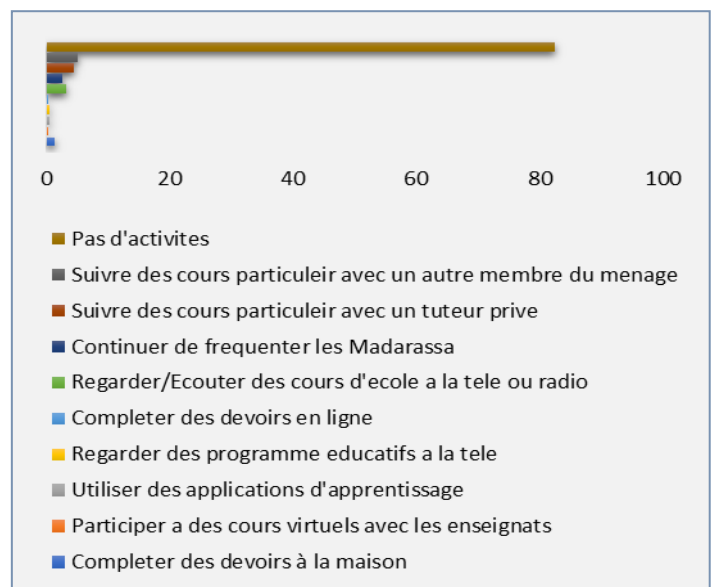 0 20 40 60 80 100
Pas d'activites
Suivre des cours particuleir avec un autre membre du menage
Suivre des cours particuleir avec un tuteur prive
Continuer de frequenter les Madarassa
Regarder/Ecouter des cours d'ecole a la tele ou radio
Completer des devoirs en ligne
Regarder des programme educatifs a la tele
Utiliser des applications d'apprentissage
Participer a des cours virtuels avec les enseignats
Completer des devoirs à la maison